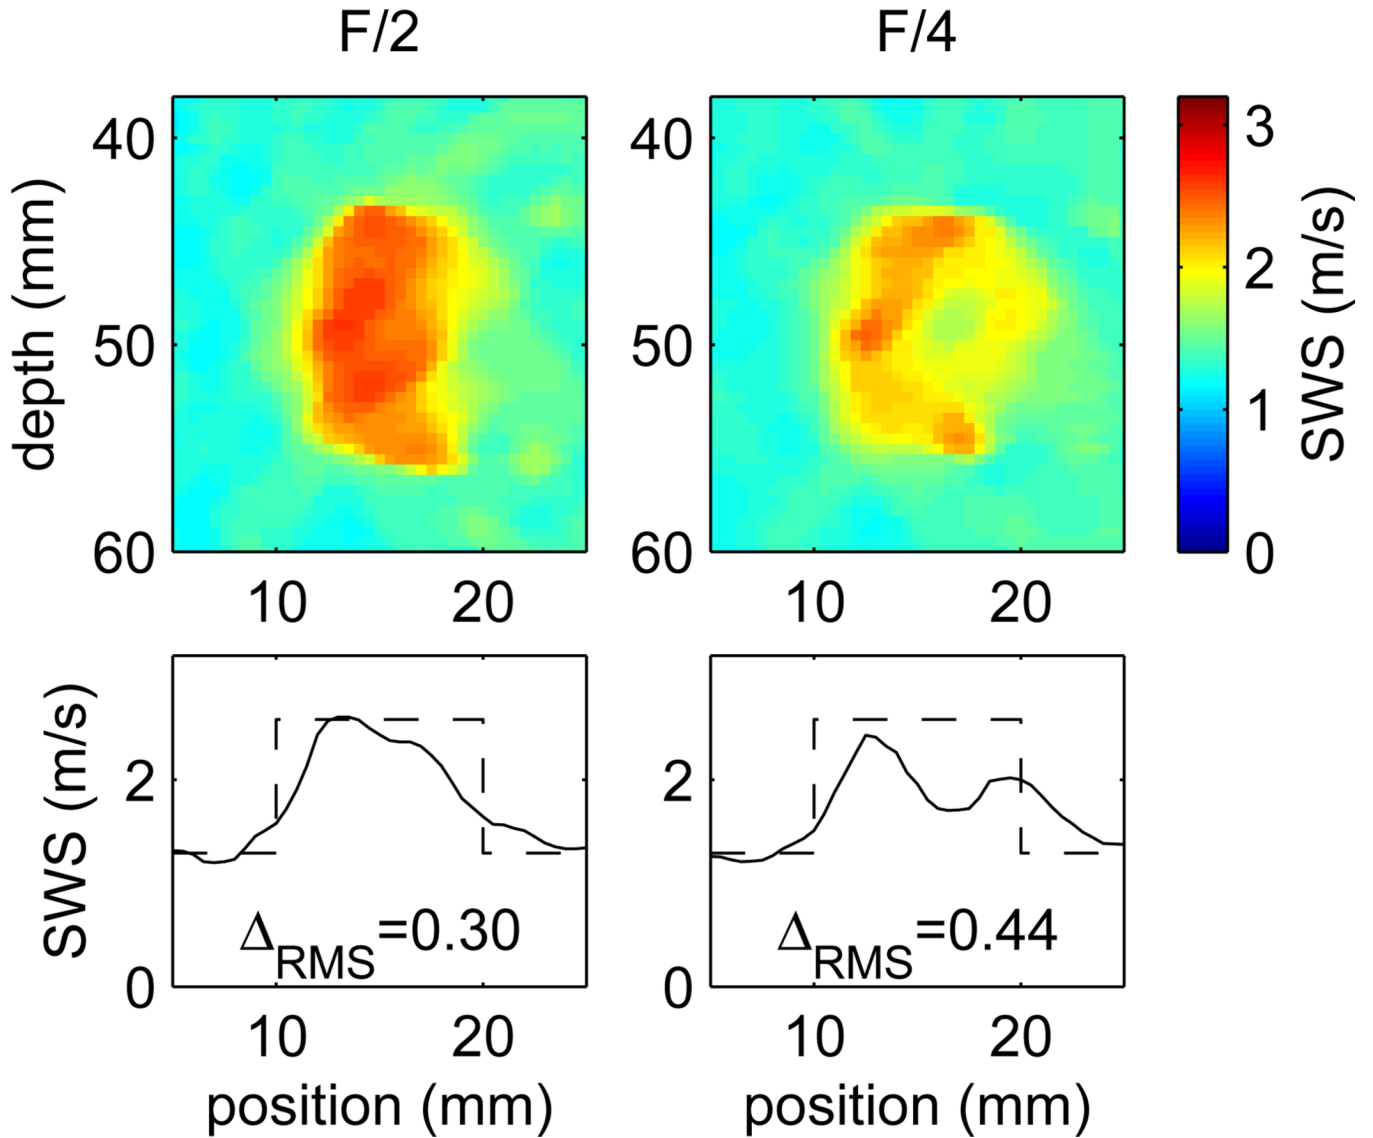 F/2 F/4
40 40 3
depth (mm) 50 50 2 SWS (m/s)
1
60 60 0
10 20 10 20
SWS (m/s) 2 2
Δ_RMS=0.30 Δ_RMS=0.44
0 0
10 20 10 20
position (mm) position (mm)